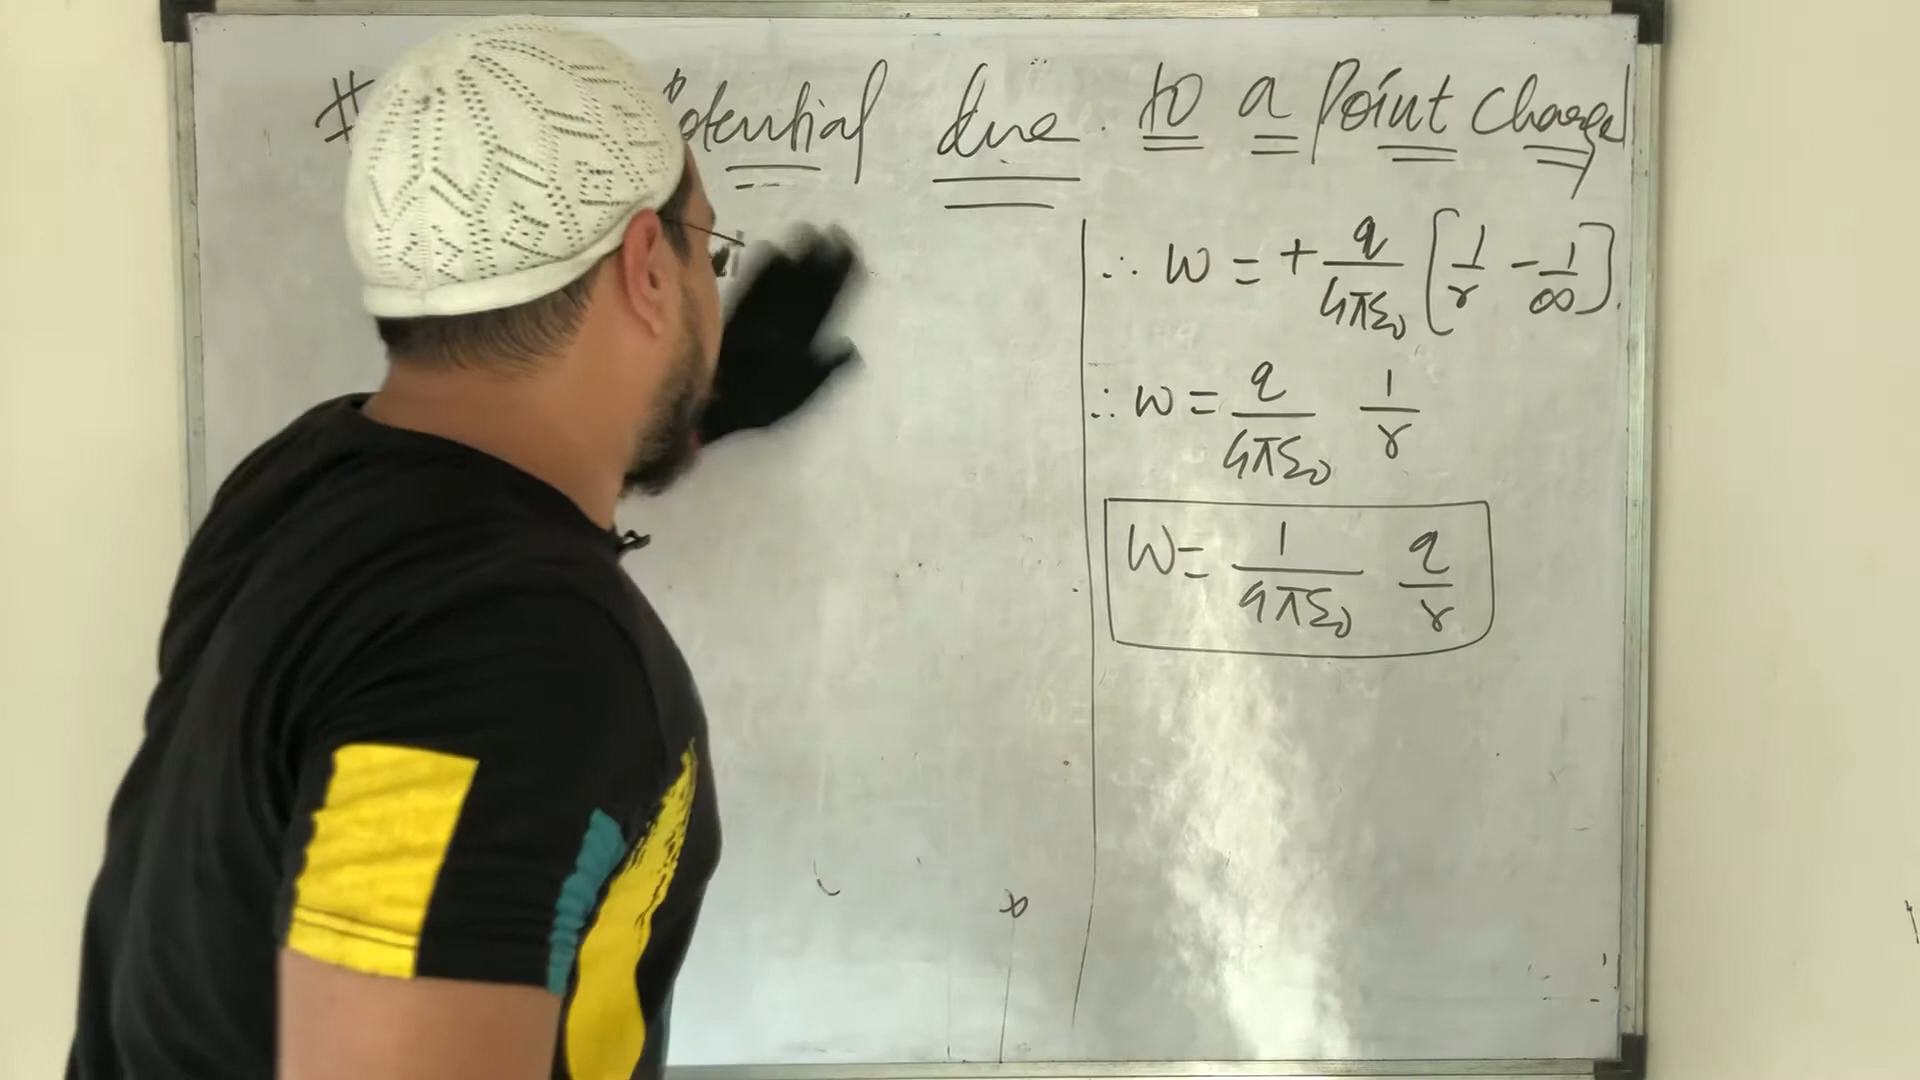 # otential due to a Point Charge
∴ W = + q/4πε₀ [1/r - 1/∞].
∴ W = q/4πε₀ 1/r
W = 1/4πε₀ q/r